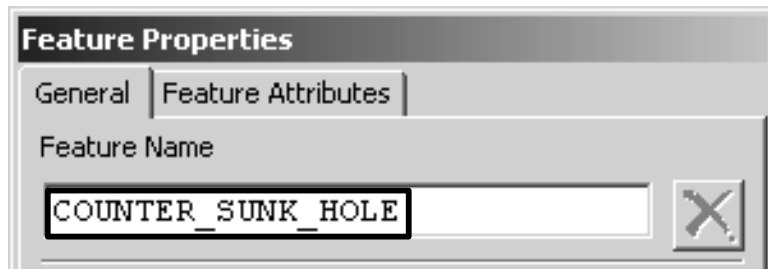 Feature Properties
General Feature Attributes
Feature Name
COUNTER_SUNK_HOLE